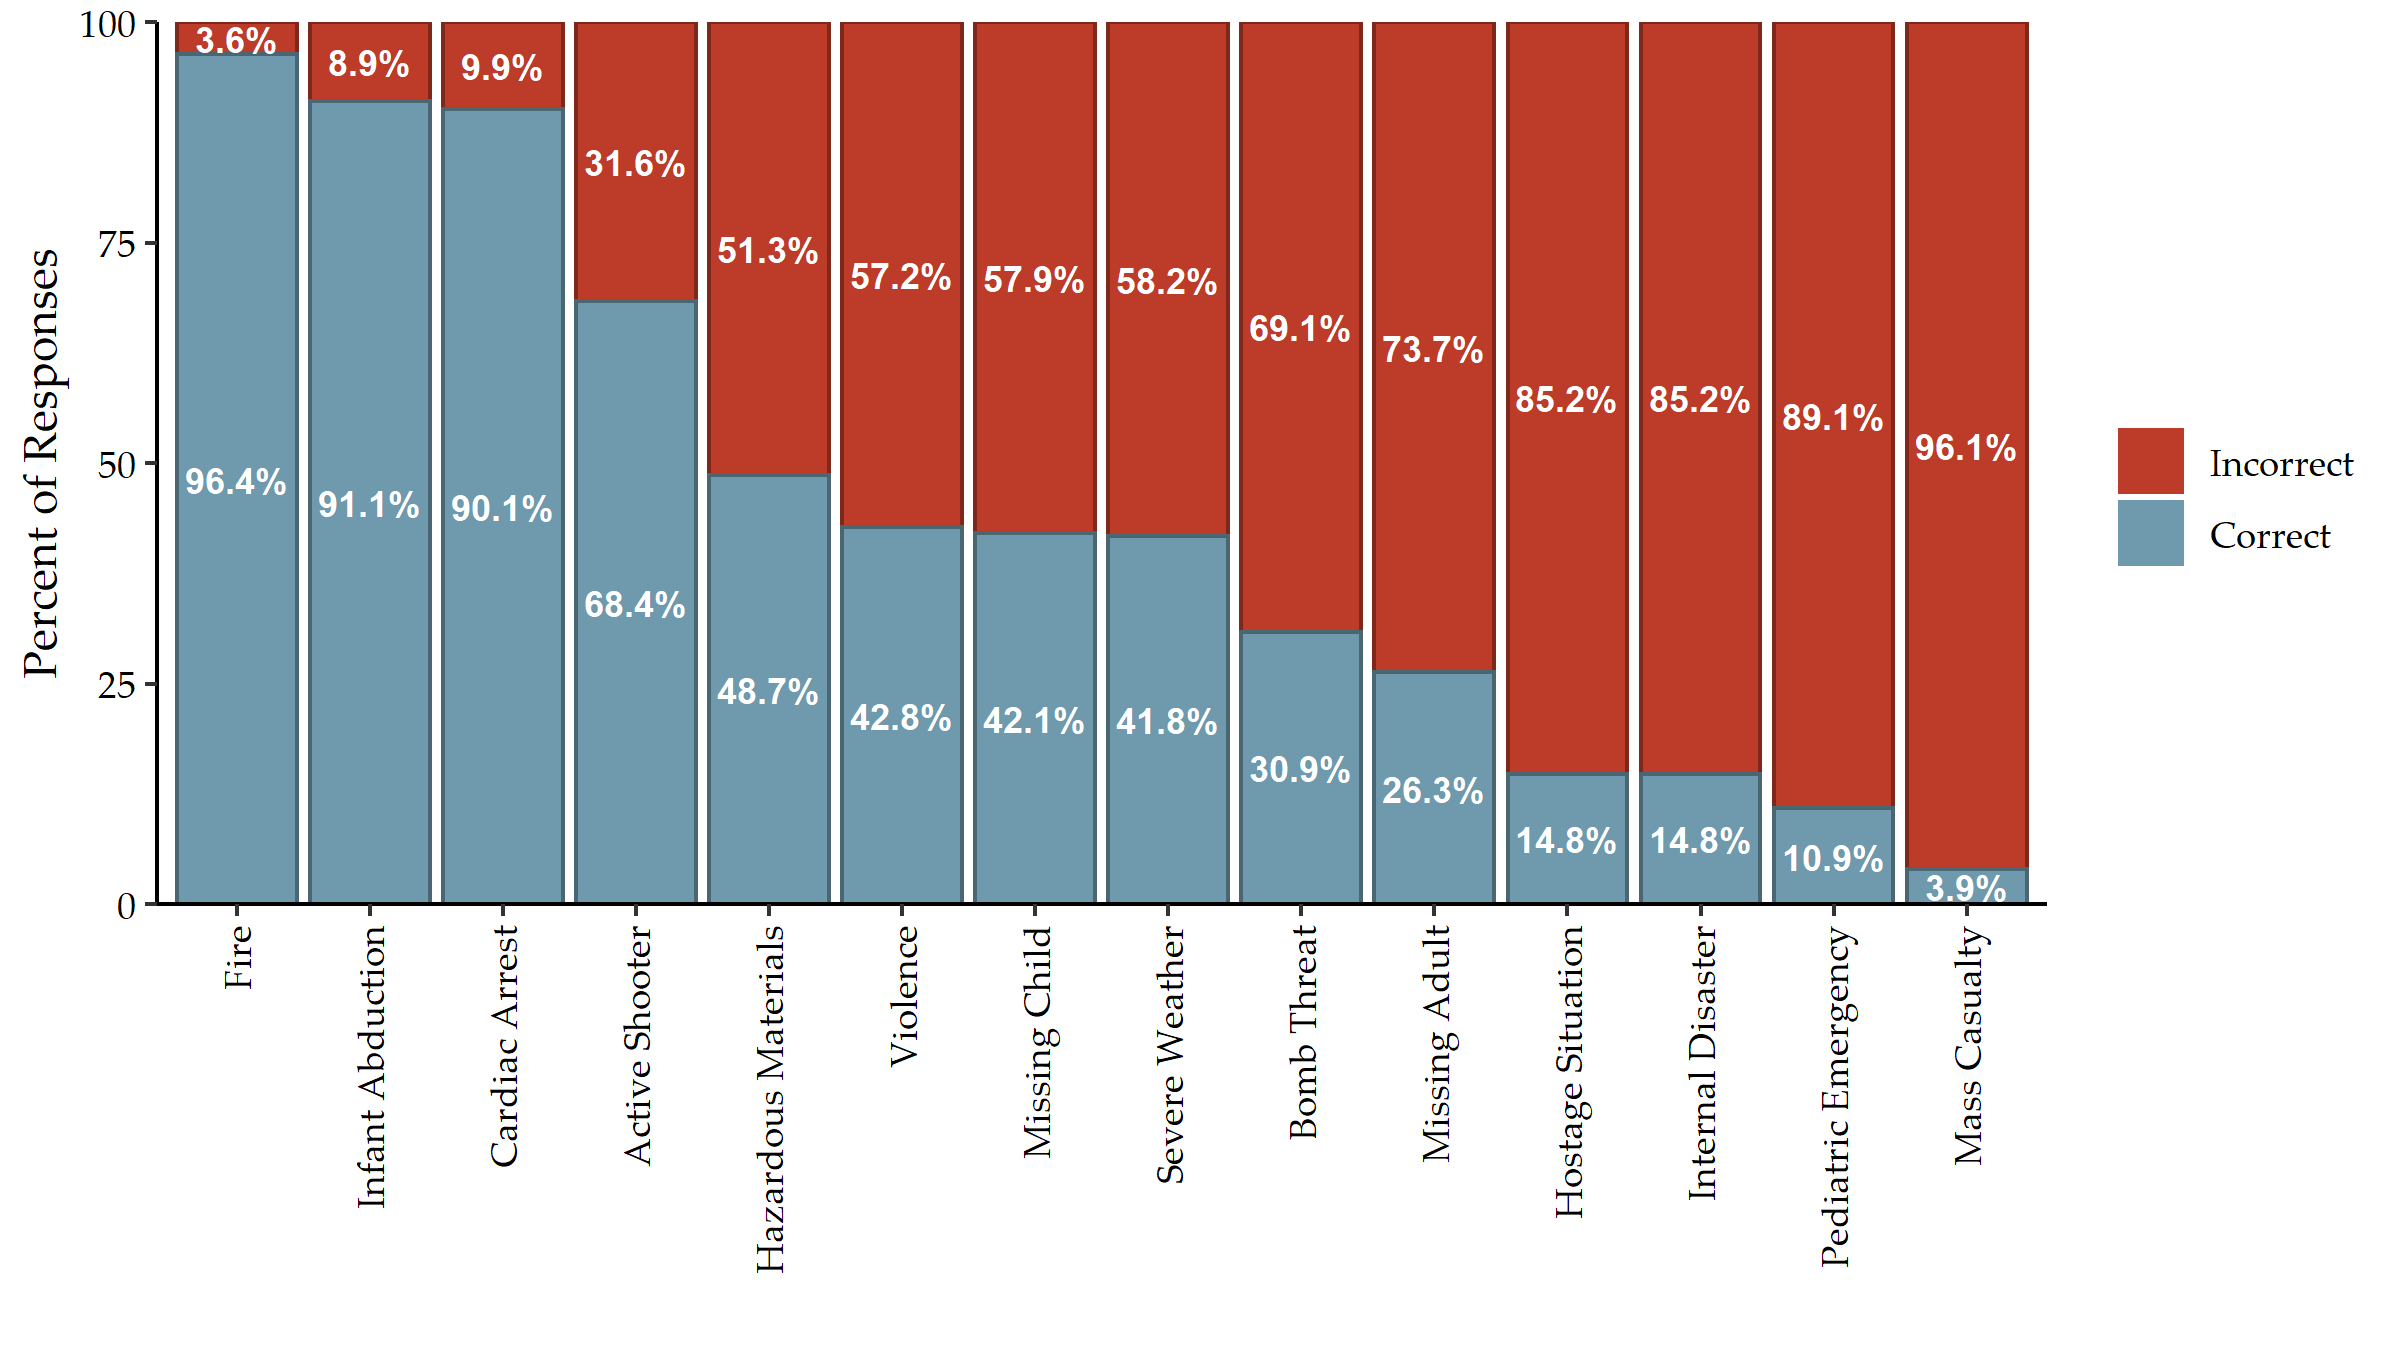 Percent of Responses
100
75
50
25
0
3.6%
8.9%
9.9%
31.6%
51.3%
57.2%
57.9%
58.2%
69.1%
73.7%
85.2%
85.2%
89.1%
96.1%
96.4%
91.1%
90.1%
68.4%
48.7%
42.8%
42.1%
41.8%
30.9%
26.3%
14.8%
14.8%
10.9%
3.9%
Fire
Infant Abduction
Cardiac Arrest
Active Shooter
Hazardous Materials
Violence
Missing Child
Severe Weather
Bomb Threat
Missing Adult
Hostage Situation
Internal Disaster
Pediatric Emergency
Mass Casualty
Incorrect
Correct